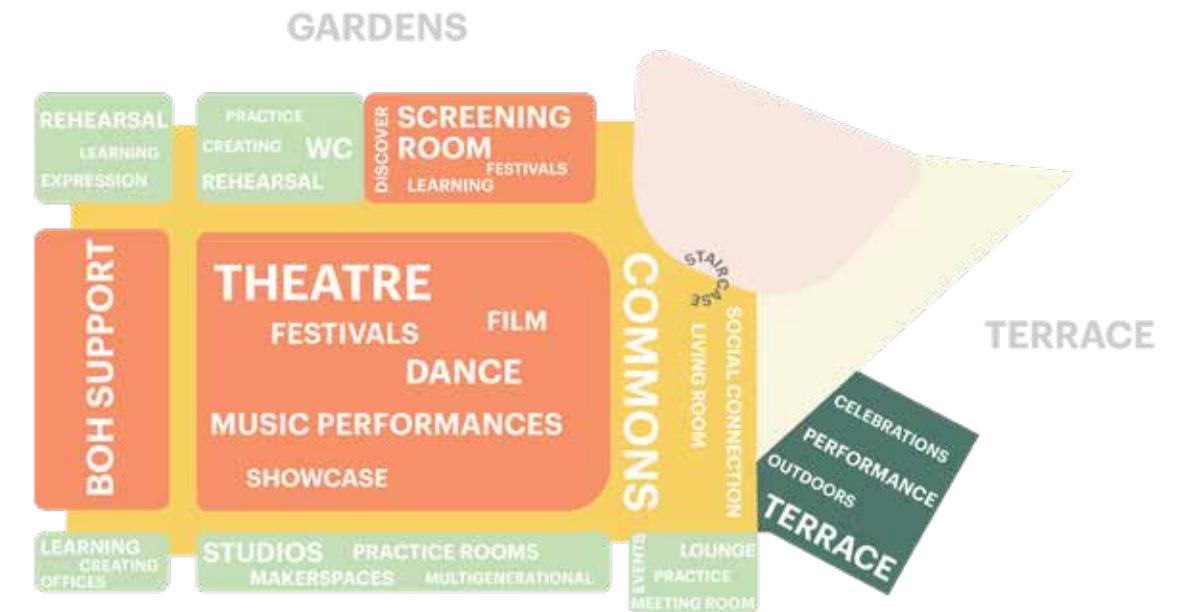 GARDENS
REHEARSAL
LEARNING
EXPRESSION
PRACTICE
CREATING
WC
REHEARSAL
DISCOVER
SCREENING
ROOM
FESTIVALS
LEARNING
BOH SUPPORT
THEATRE
FESTIVALS
FILM
DANCE
MUSIC PERFORMANCES
SHOWCASE
COMMONS
STAIRCASE
LIVING ROOM
SOCIAL CONNECTION
TERRACE
CELEBRATIONS
PERFORMANCE
OUTDOORS
TERRACE
LEARNING
CREATING
OFFICES
STUDIOS
PRACTICE ROOMS
MAKERSPACES
MULTIGENERATIONAL
EVENTS
LOUNGE
PRACTICE
MEETING ROOM